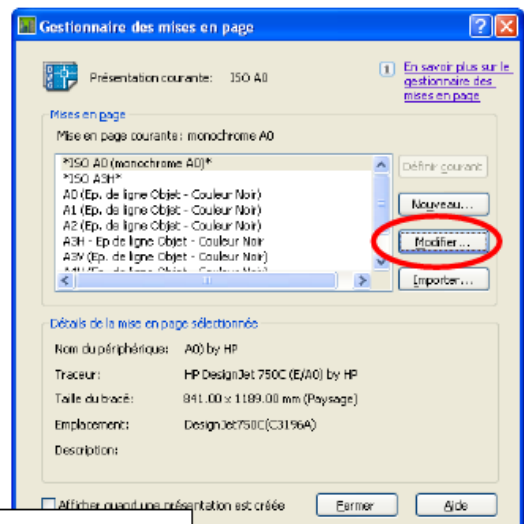 Gestionnaire des mises en page
Présentation courante: ISO A0
En savoir plus sur le
gestionnaire des
mises en page
Mises en page
Mise en page courante: monochrome A0
*ISO A0 (monochrome A0)*
*ISO A3H*
A0 (Ep. de ligne Objet - Couleur Noir)
A1 (Ep. de ligne Objet - Couleur Noir)
A2 (Ep. de ligne Objet - Couleur Noir)
A3H - Ep de ligne Objet - Couleur Noir
A3V (Ep. de ligne Objet - Couleur Noir)
Définir courant
Nouveau...
Modifier...
Importer...
Détails de la mise en page sélectionnée
Nom du périphérique: A0) by HP
Traceur: HP DesignJet 750C (E/A0) by HP
Taille du tracé: 841.00 x 1189.00 mm (Paysage)
Emplacement: DesignJet750C(C3196A)
Description:
Afficher quand une présentation est créée
Fermer
Aide